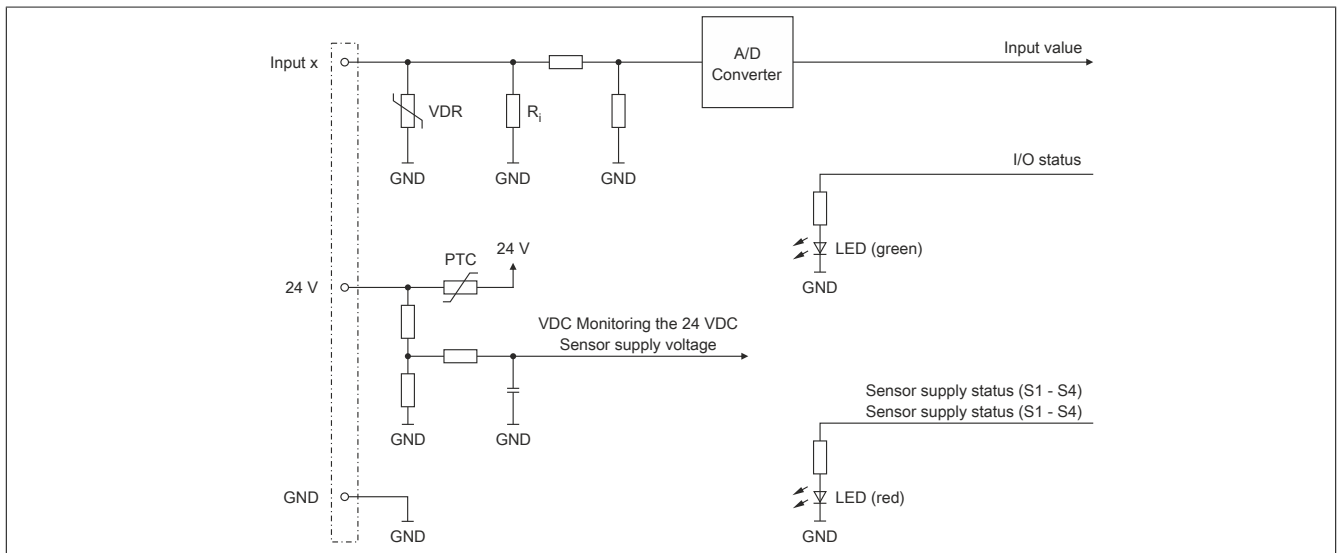 A/D
Converter
Input value
Input x
VDR
Ri
GND
GND
GND
I/O status
LED (green)
GND
24 V
PTC
24 V
VDC Monitoring the 24 VDC
Sensor supply voltage
GND
GND
Sensor supply status (S1 - S4)
Sensor supply status (S1 - S4)
LED (red)
GND
GND
GND